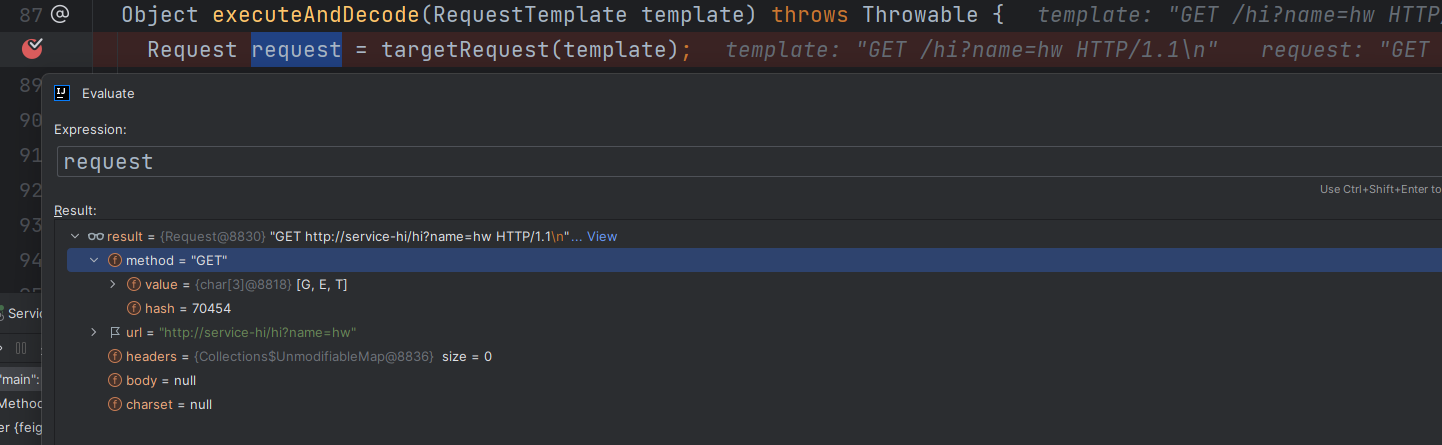 87 @ Object executeAndDecode(RequestTemplate template) throws Throwable { template: "GET /hi?name=hw HTTP/
Request request = targetRequest(template); template: "GET /hi?name=hw HTTP/1.1\n" request: "GET
89
Evaluate
90
Expression:
91
request
92
Use Ctrl+Shift+Enter to
Result:
93
result = {Request@8830} "GET http://service-hi/hi?name=hw HTTP/1.1\n"... View
94
method = "GET"
value = {char[3]@8818} [G, E, T]
hash = 70454
Servic
url = "http://service-hi/hi?name=hw"
headers = {Collections$UnmodifiableMap@8836} size = 0
"main":
body = null
Method
charset = null
er {feig